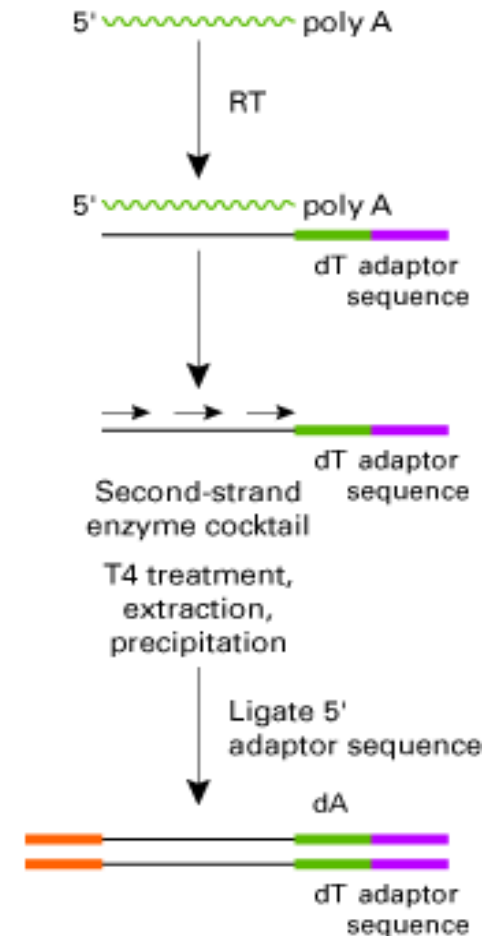 5' poly A
RT
5' poly A
dT adaptor
sequence
dT adaptor
sequence
Second-strand
enzyme cocktail
T4 treatment,
extraction,
precipitation
Ligate 5'
adaptor sequence
dA
dT adaptor
sequence